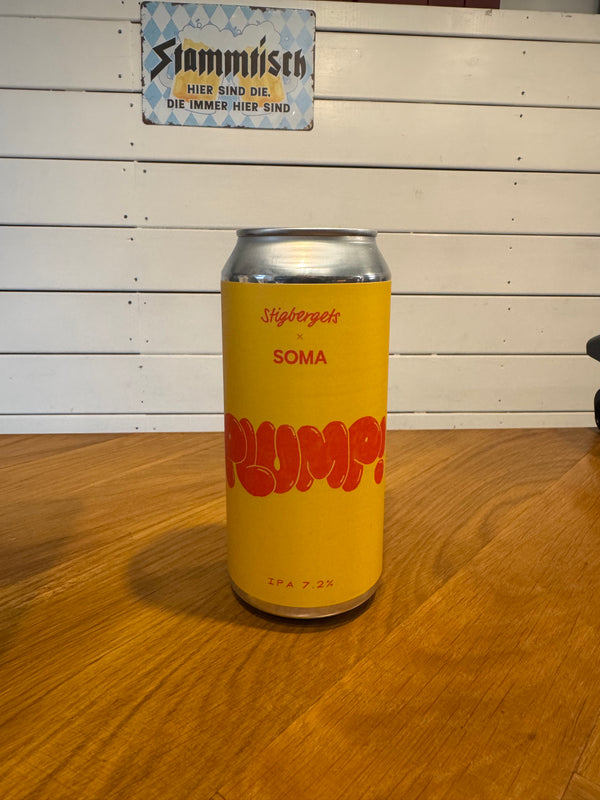 Stammtisch
HIER SIND DIE,
DIE IMMER HIER SIND
Stigbergets
×
SOMA
PLUMP!
IPA 7.2%